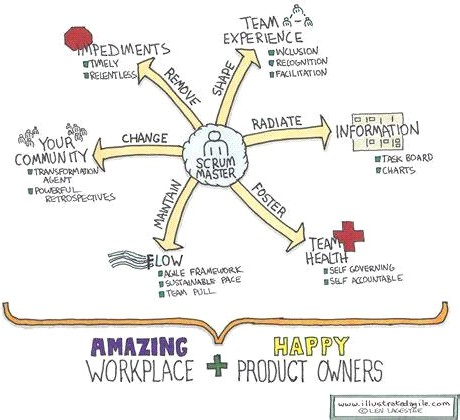 IMPEDIMENTS
TIMELY
RELENTLESS
REMOVE
TEAM
EXPERIENCE
INCLUSION
RECOGNITION
FACILITATION
SHAPE
RADIATE
INFORMATION
TASK BOARD
CHARTS
SCRUM
MASTER
CHANGE
YOUR
COMMUNITY
TRANSFORMATION
AGENT
POWERFUL
RETROSPECTIVES
MAINTAIN
FLOW
AGILE FRAMEWORK
SUSTAINABLE PACE
TEAM PULL
FOSTER
TEAM
HEALTH
SELF GOVERNING
SELF ACCOUNTABLE
AMAZING HAPPY
WORKPLACE + PRODUCT OWNERS
www.illustratedagile.com
© LEN LAGESTEE